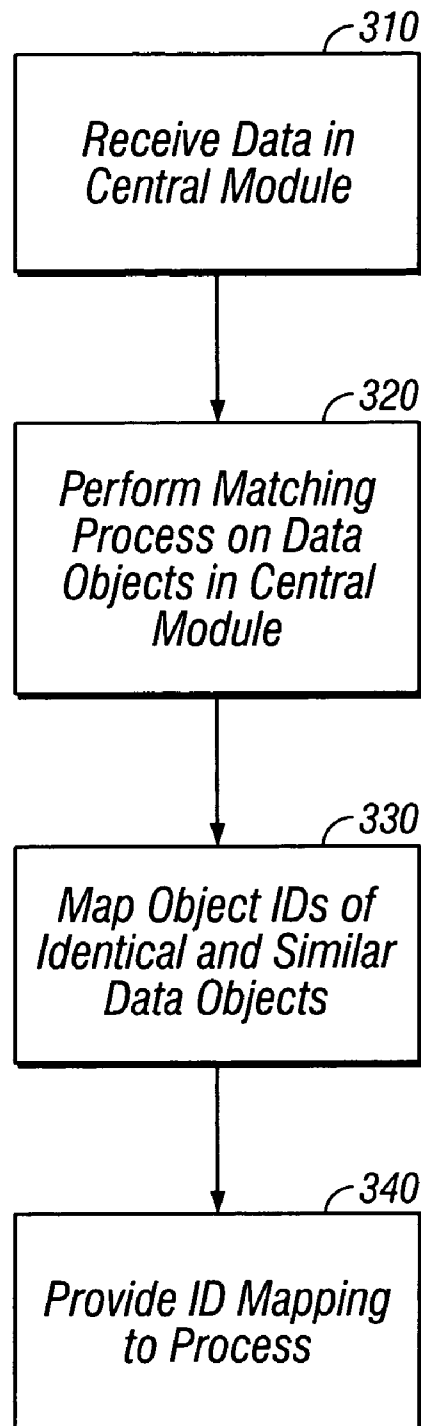 310
Receive Data in
Central Module
320
Perform Matching
Process on Data
Objects in Central
Module
330
Map Object IDs of
Identical and Similar
Data Objects
340
Provide ID Mapping
to Process